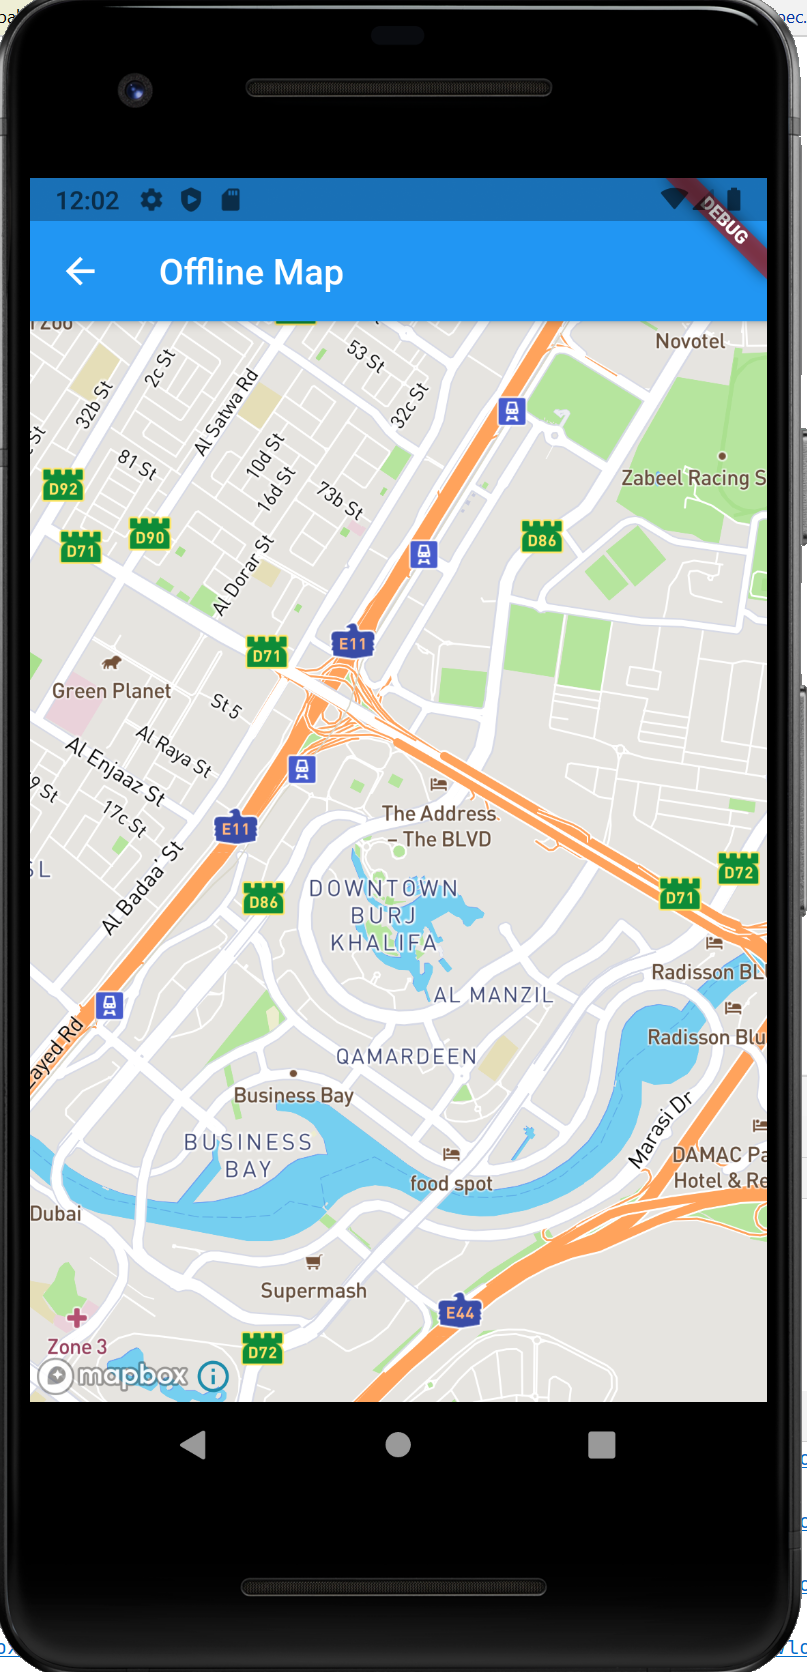 12:02
DEBUG
Offline Map
Novotel
53 St
2c St
32b St
32c St
Al Satwa Rd
81 St
10d St
16d St
73b St
Zabeel Racing S
D92
D90
D71
D86
Al Dorar St
E11
D71
Green Planet
St 5
Al Raya St
Al Enjaaz St
9 St
17c St
The Address
– The BLVD
E11
Al Badaa' St
D72
D71
D86
DOWNTOWN
BURJ
KHALIFA
Radisson BL
AL MANZIL
Radisson Blu
zayed Rd
QAMARDEEN
Business Bay
Marasi Dr
BUSINESS
BAY
DAMAC Pa
Hotel & Re
food spot
Dubai
Supermash
E44
Zone 3
D72
mapbox